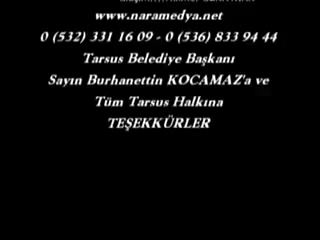 www.naramedya.net
0 (532) 331 16 09 - 0 (536) 833 94 44
Tarsus Belediye Başkanı
Sayın Burhanettin KOCAMAZ'a ve
Tüm Tarsus Halkına
TEŞEKKÜRLER